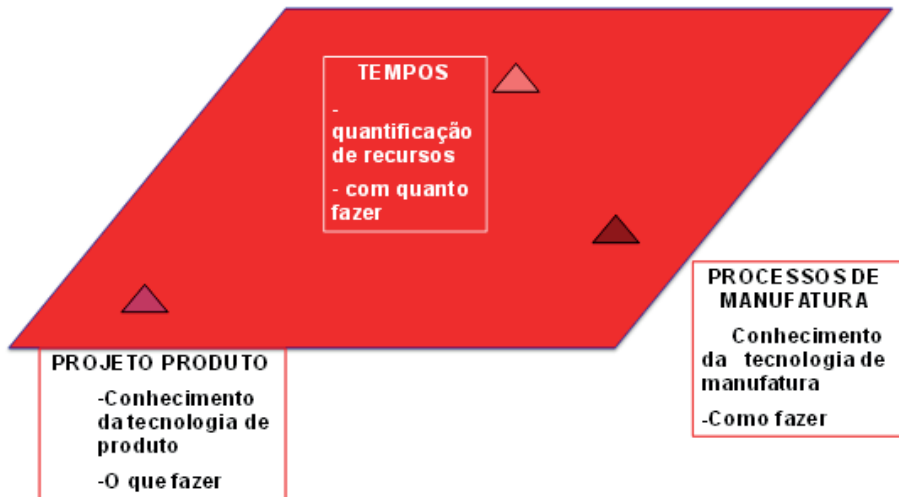 TEMPOS
-
quantificação
de recursos
- com quanto
fazer
PROJETO PRODUTO
-Conhecimento
da tecnologia de
produto
-O que fazer
PROCESSOS DE
MANUFATURA
Conhecimento
da tecnologia de
manufatura
-Como fazer